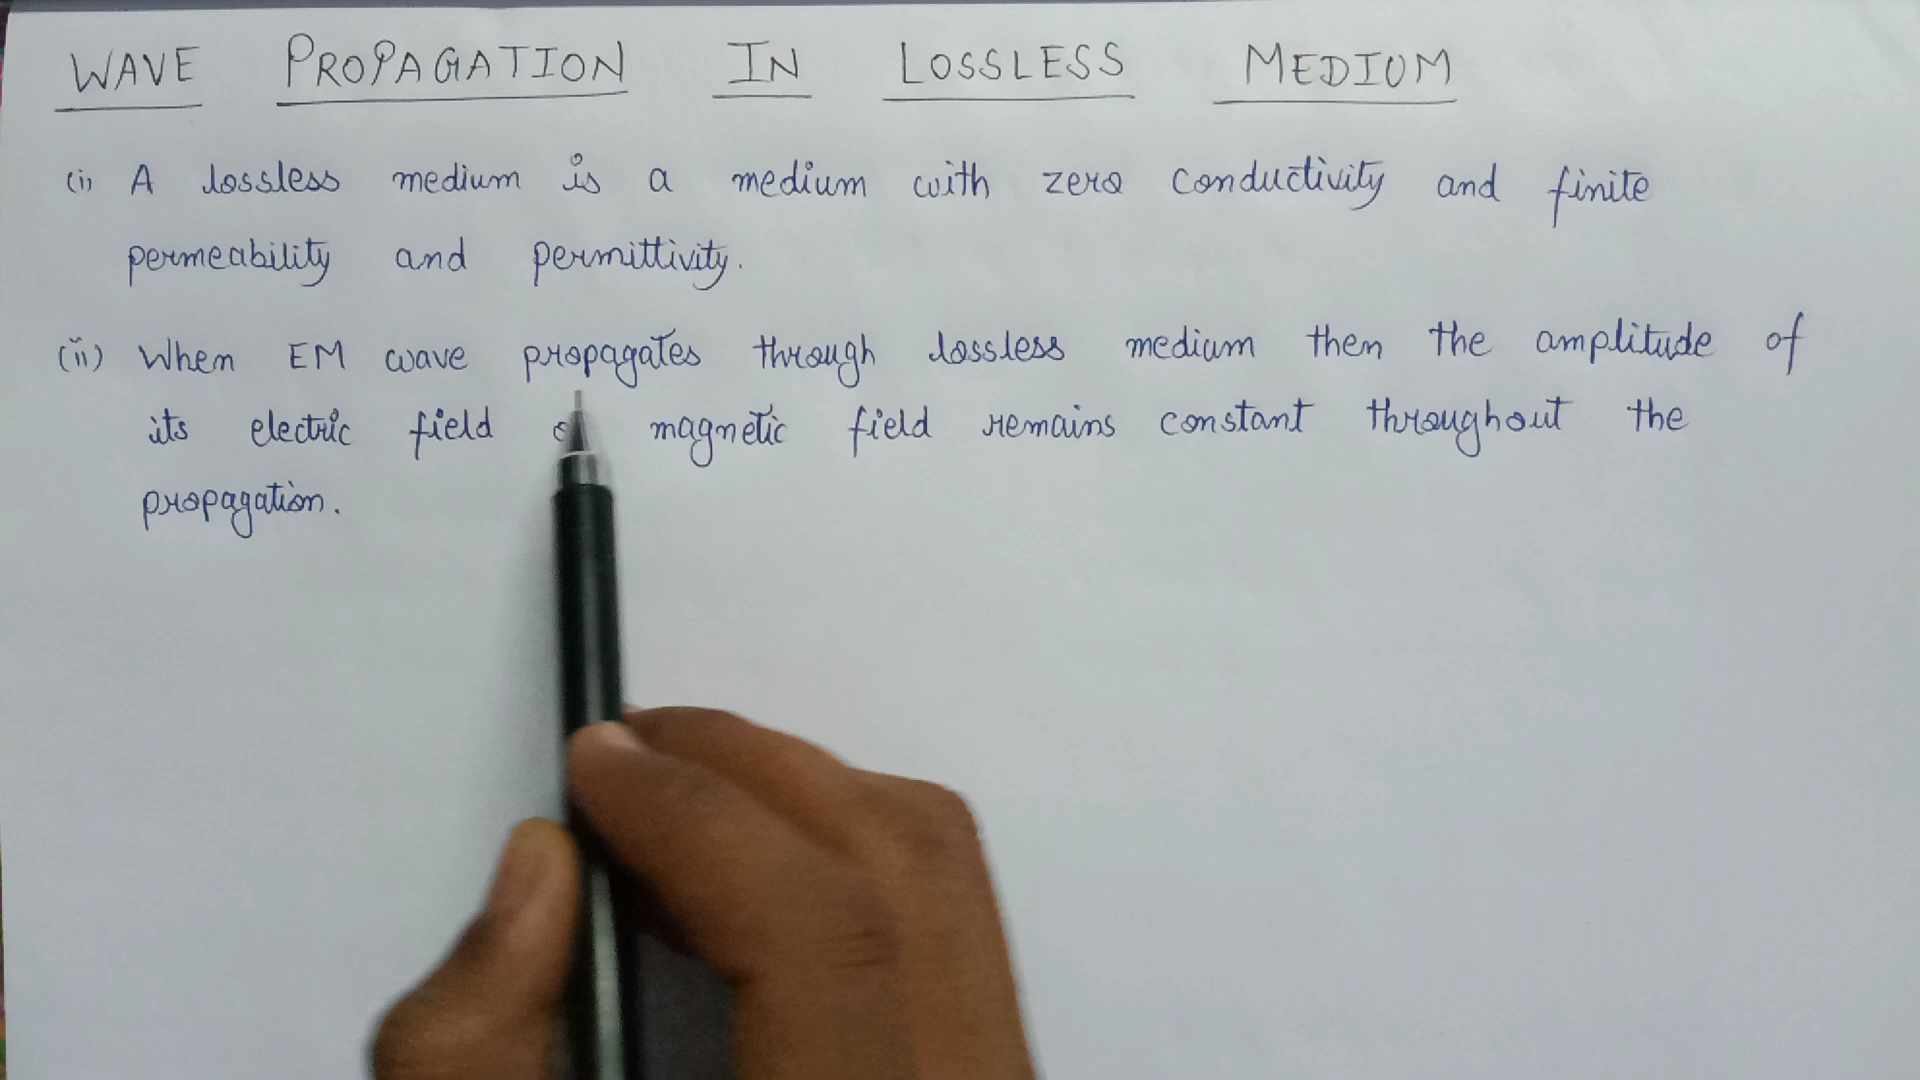 WAVE PROPAGATION IN LOSSLESS MEDIUM
(i) A lossless medium is a medium with zero conductivity and finite
permeability and permittivity.
(ii) When EM wave propagates through lossless medium then the amplitude of
its electric field magnetic field remains constant throughout the
propagation.